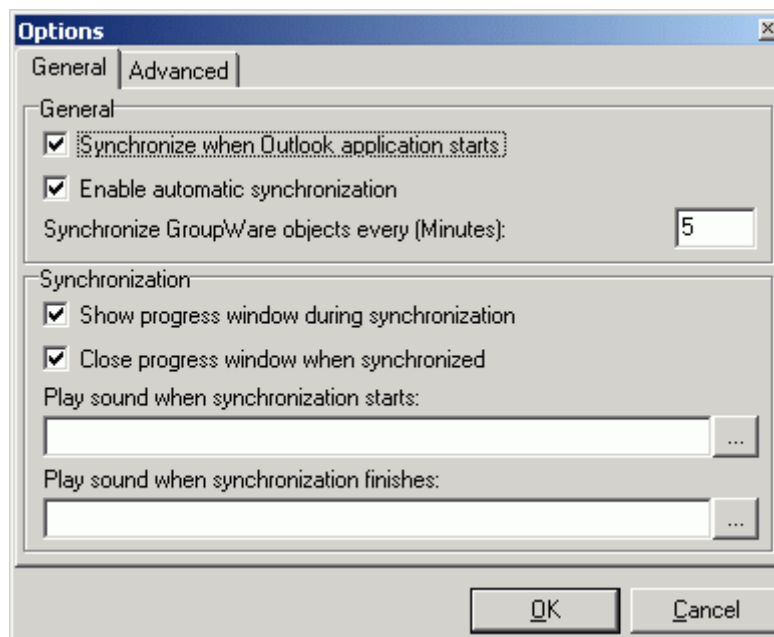 Options
General
Advanced
General
Synchronize when Outlook application starts
Enable automatic synchronization
Synchronize GroupWare objects every (Minutes):
5
Synchronization
Show progress window during synchronization
Close progress window when synchronized
Play sound when synchronization starts:
...
Play sound when synchronization finishes:
...
OK
Cancel